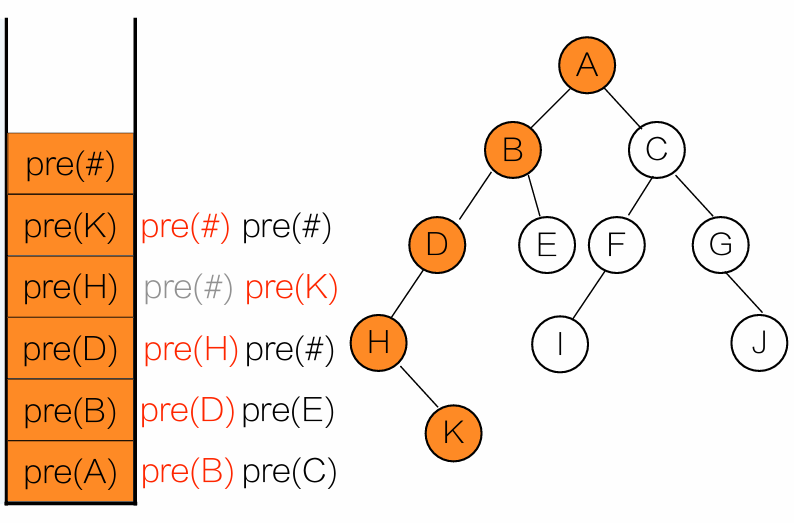 pre(#)
pre(K) pre(#) pre(#)
pre(H) pre(#) pre(K)
pre(D) pre(H) pre(#)
pre(B) pre(D) pre(E)
pre(A) pre(B) pre(C)
A
B C
D E F G
H I J
K